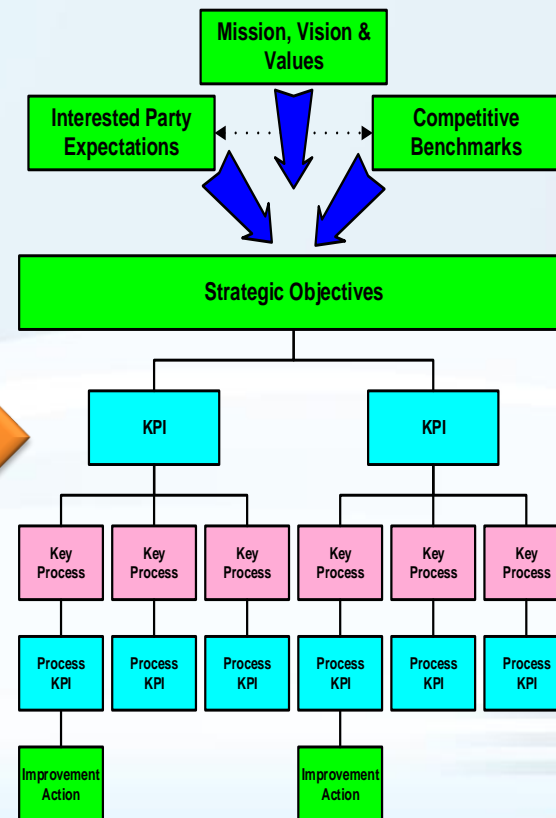 Mission, Vision &
Values
Interested Party
Expectations
Competitive
Benchmarks
Strategic Objectives
KPI
KPI
Key
Process
Key
Process
Key
Process
Key
Process
Key
Process
Key
Process
Process
KPI
Process
KPI
Process
KPI
Process
KPI
Process
KPI
Process
KPI
Improvement
Action
Improvement
Action